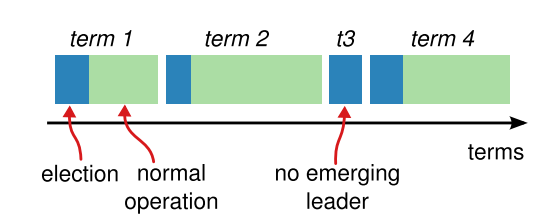 term 1 term 2 t3 term 4
terms
election normal operation no emerging leader